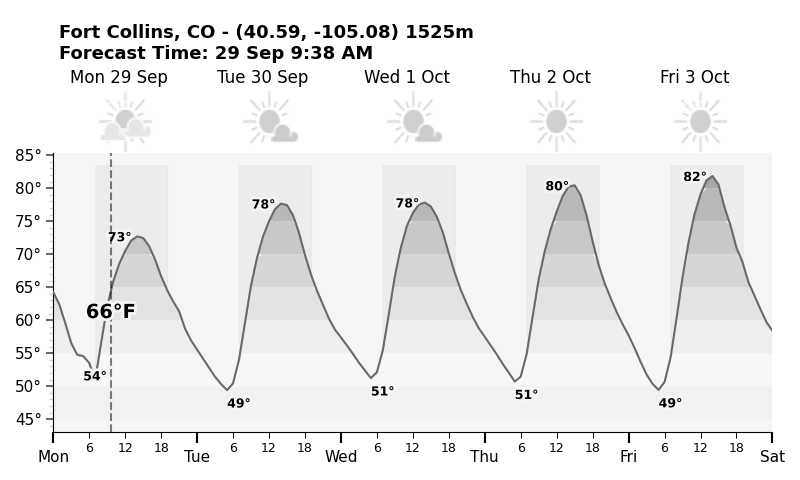 Fort Collins, CO - (40.59, -105.08) 1525m
Forecast Time: 29 Sep 9:38 AM
Mon 29 Sep Tue 30 Sep Wed 1 Oct Thu 2 Oct Fri 3 Oct
85°
80°
75°
70°
65°
60°
55°
50°
45°
73° 78° 78° 80° 82°
66°F
54° 49° 51° 51° 49°
6 12 18 6 12 18 6 12 18 6 12 18 6 12 18
Mon Tue Wed Thu Fri Sat